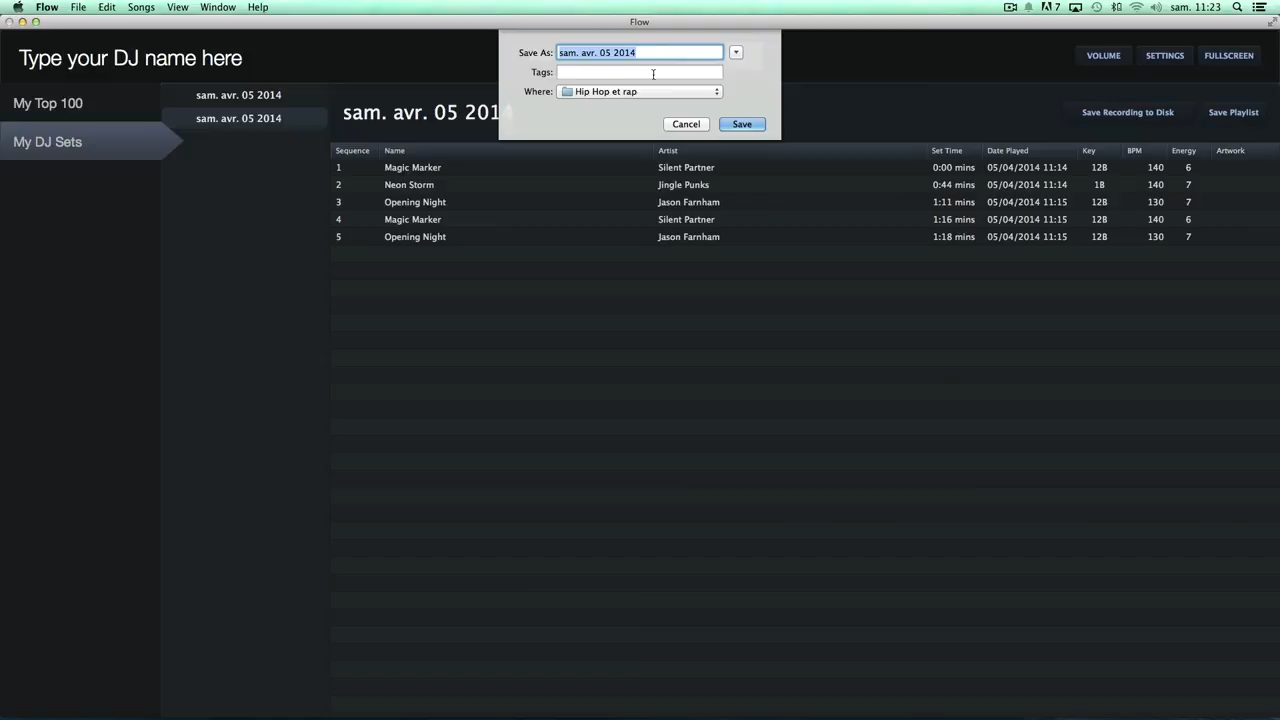 Flow File Edit Songs View Window Help 7 sam. 11:23
Flow
Type your DJ name here
VOLUME SETTINGS FULLSCREEN
Save As: sam. avr. 05 2014
Tags:
Where: Hip Hop et rap
Cancel Save
My Top 100
My DJ Sets
sam. avr. 05 2014
sam. avr. 05 2014
sam. avr. 05 2014
Save Recording to Disk Save Playlist
Sequence Name Artist Set Time Date Played Key BPM Energy Artwork
1 Magic Marker Silent Partner 0:00 mins 05/04/2014 11:14 12B 140 6
2 Neon Storm Jingle Punks 0:44 mins 05/04/2014 11:14 1B 140 7
3 Opening Night Jason Farnham 1:11 mins 05/04/2014 11:15 12B 130 7
4 Magic Marker Silent Partner 1:16 mins 05/04/2014 11:15 12B 140 6
5 Opening Night Jason Farnham 1:18 mins 05/04/2014 11:15 12B 130 7